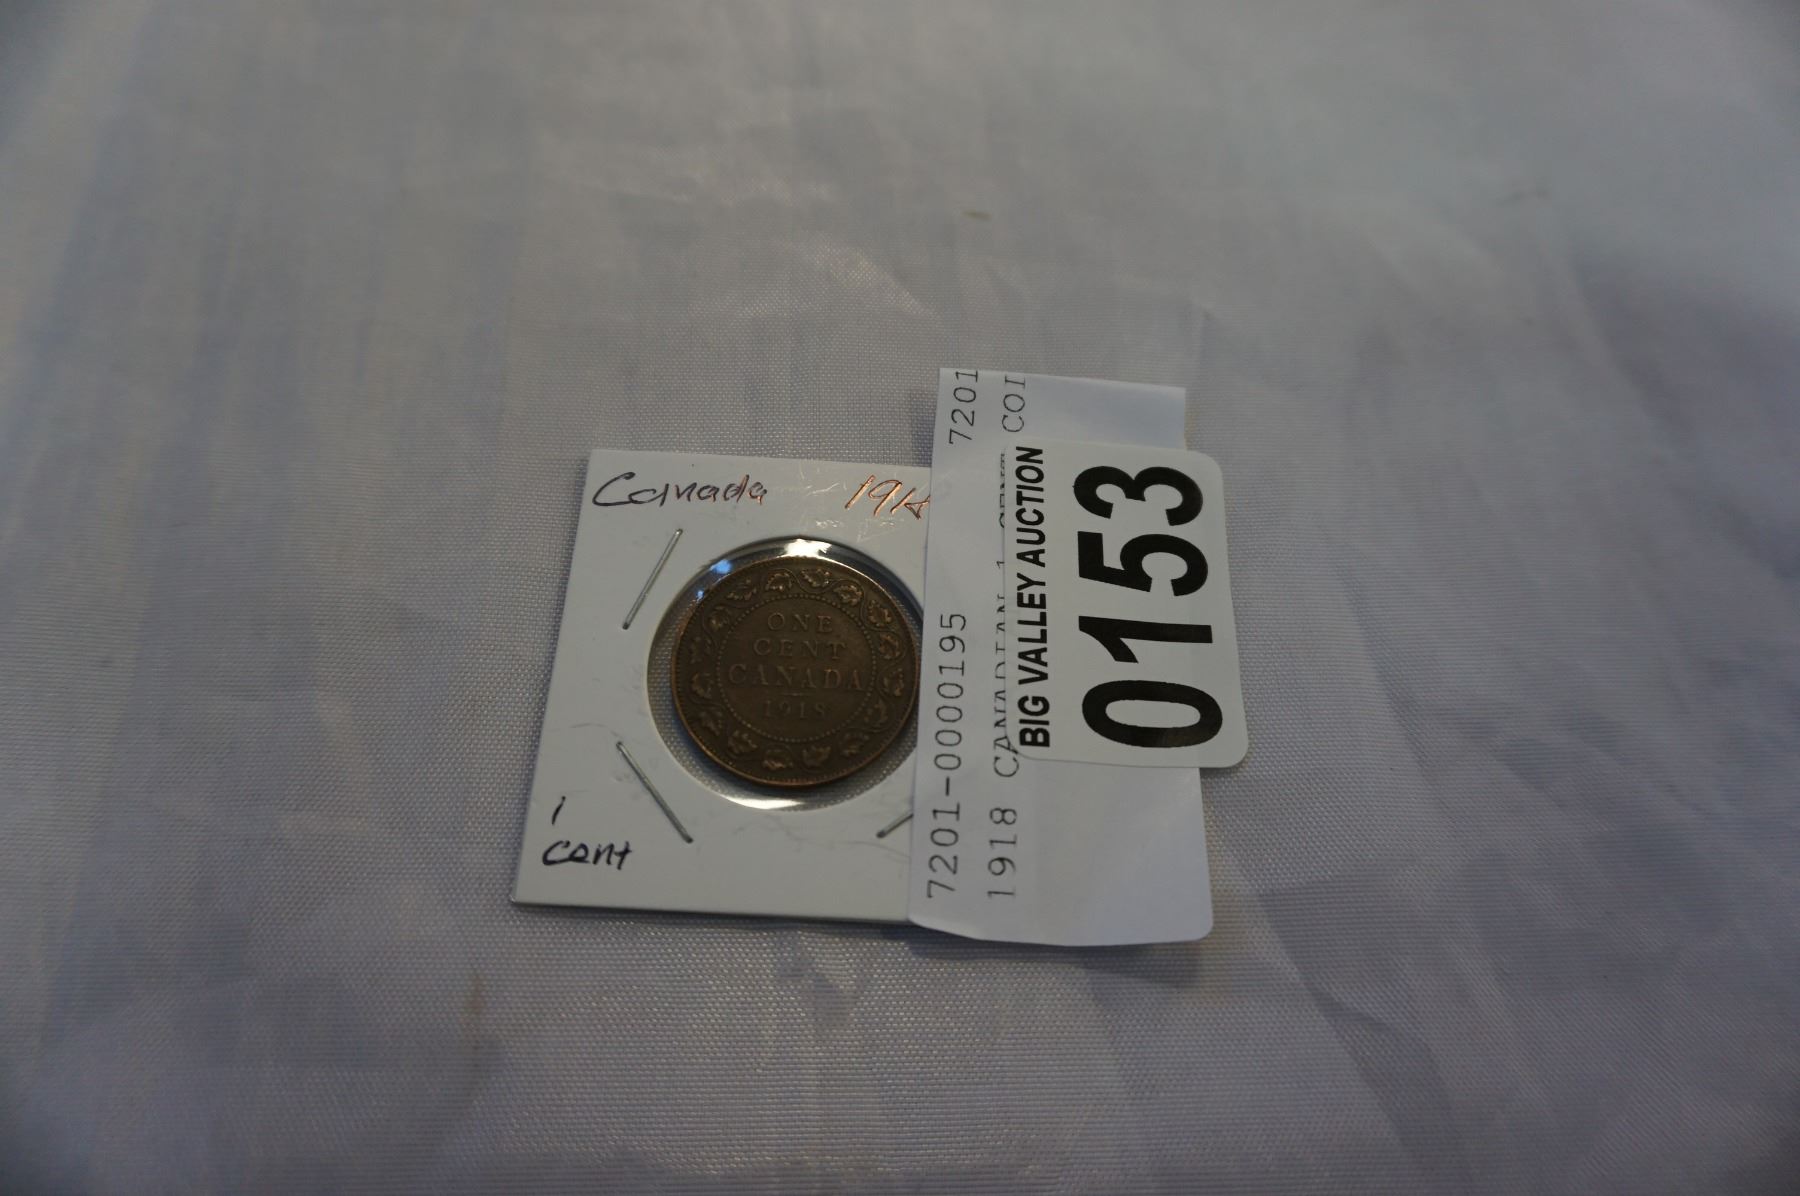 Canada 1918
ONE
CENT
CANADA
1918
1
cent
7201-0000195 7201
1918 CANADIAN 1 CENT COI
BIG VALLEY AUCTION
0153